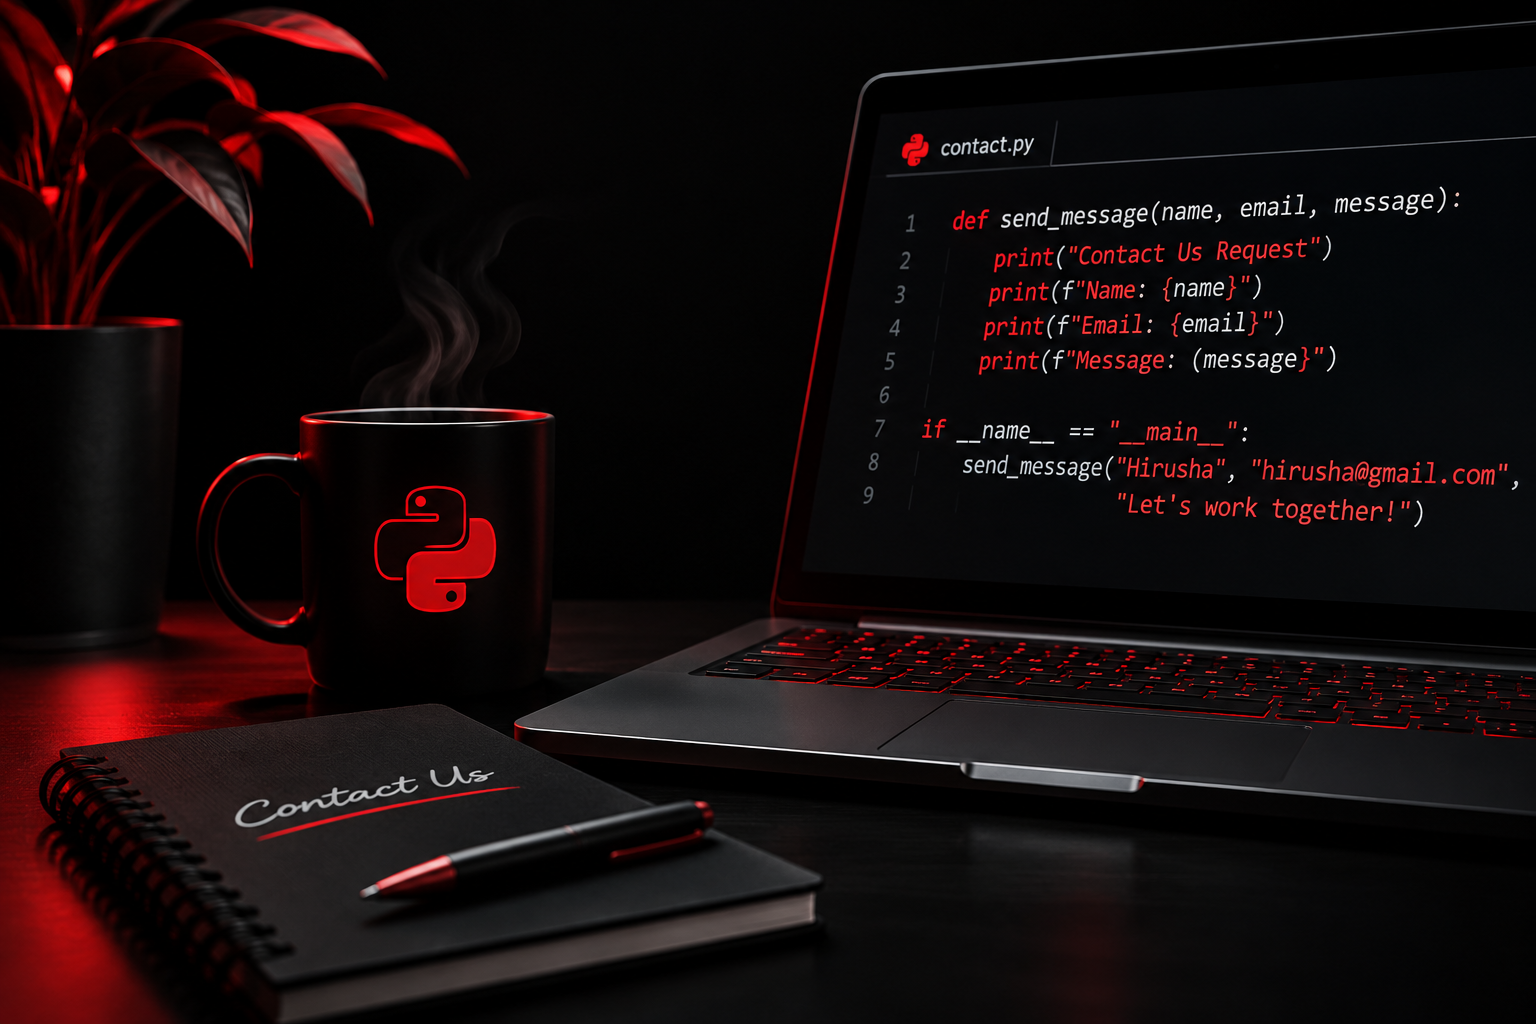 contact.py
1 def send_message(name, email, message):
2 print("Contact Us Request")
3 print(f"Name: {name}")
4 print(f"Email: {email}")
5 print(f"Message: (message}")
6
7 if __name__ == "__main__":
8 send_message("Hirusha", "hirusha@gmail.com",
9 "Let's work together!")
Contact Us